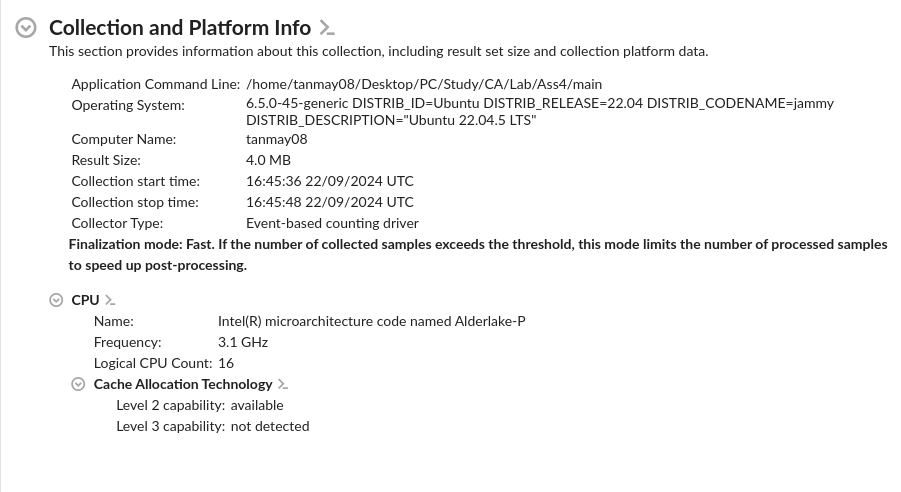 Collection and Platform Info
This section provides information about this collection, including result set size and collection platform data.
Application Command Line: /home/tanmay08/Desktop/PC/Study/CA/Lab/Ass4/main
Operating System: 6.5.0-45-generic DISTRIB_ID=Ubuntu DISTRIB_RELEASE=22.04 DISTRIB_CODENAME=jammy
DISTRIB_DESCRIPTION="Ubuntu 22.04.5 LTS"
Computer Name: tanmay08
Result Size: 4.0 MB
Collection start time: 16:45:36 22/09/2024 UTC
Collection stop time: 16:45:48 22/09/2024 UTC
Collector Type: Event-based counting driver
Finalization mode: Fast. If the number of collected samples exceeds the threshold, this mode limits the number of processed samples
to speed up post-processing.
CPU
Name: Intel(R) microarchitecture code named Alderlake-P
Frequency: 3.1 GHz
Logical CPU Count: 16
Cache Allocation Technology
Level 2 capability: available
Level 3 capability: not detected